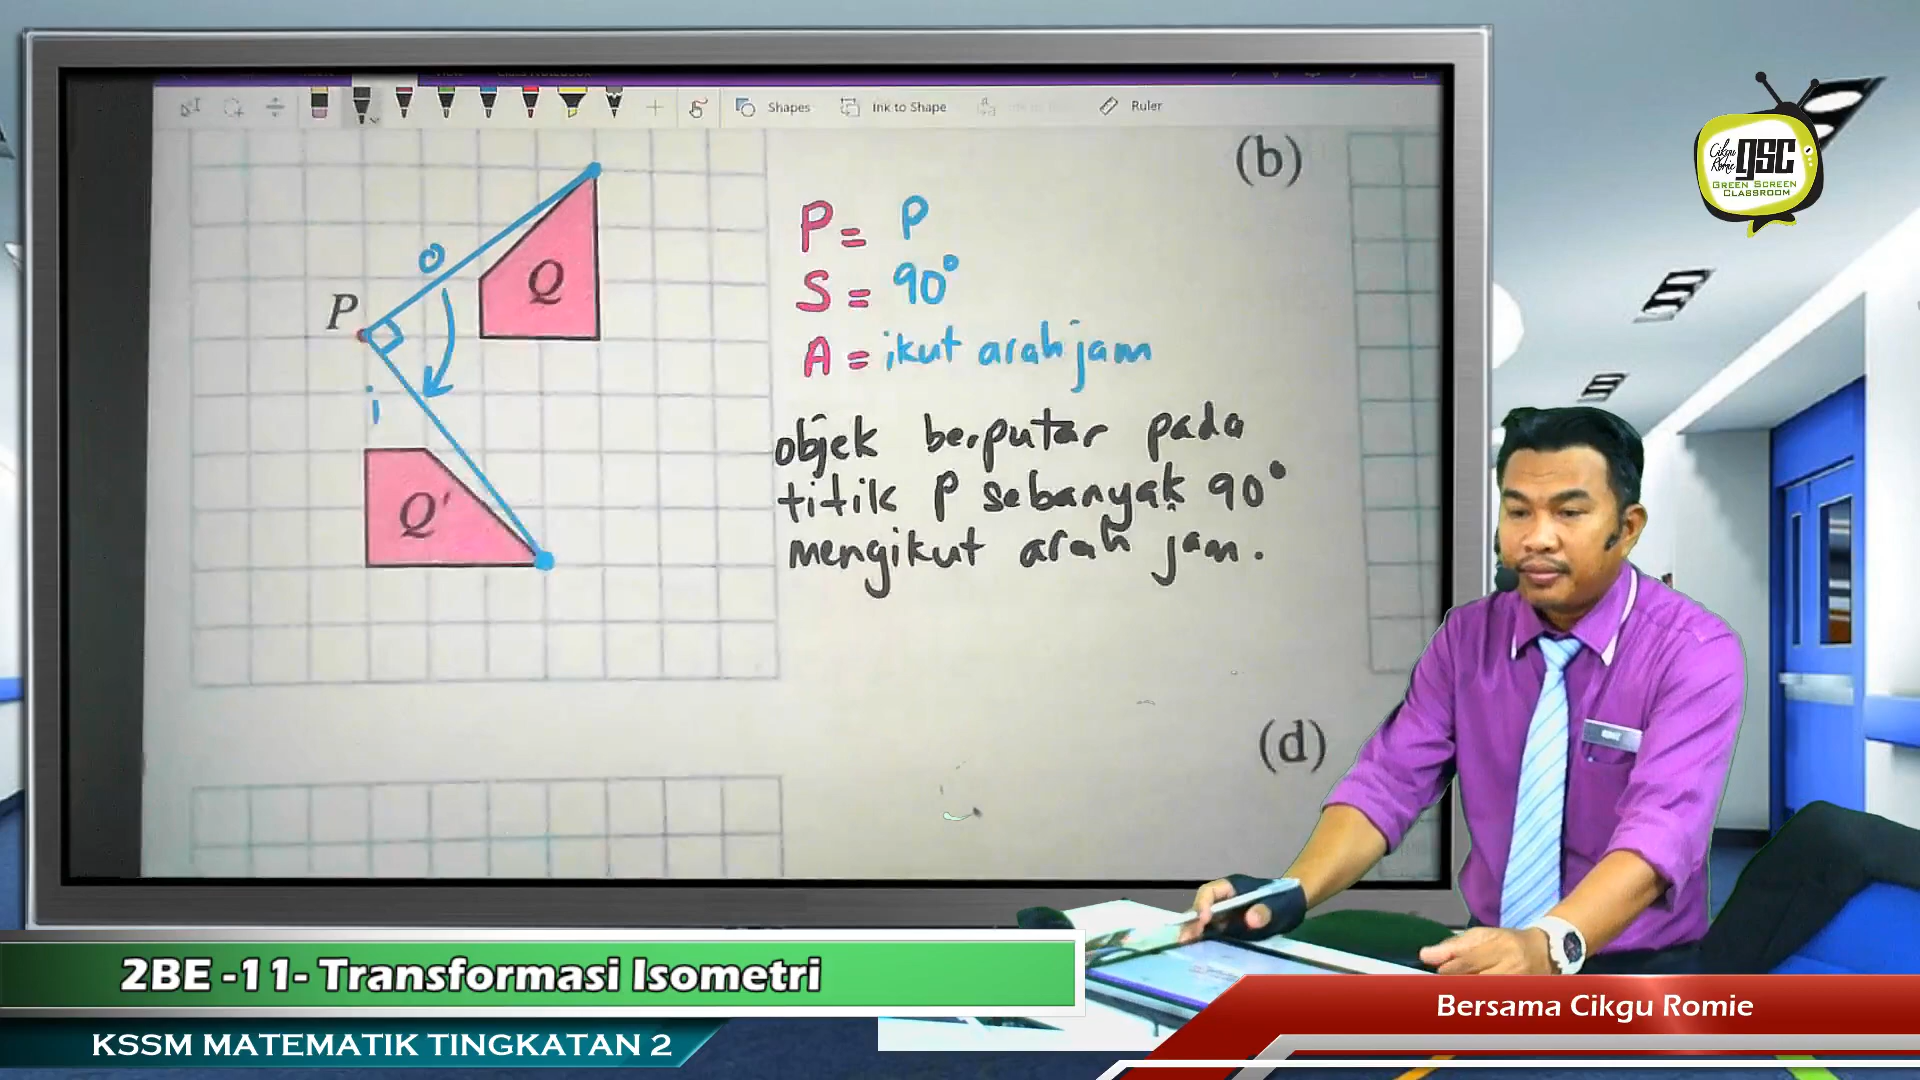 Shapes
Ink to Shape
Ruler
(b)
P
o
Q
i
Q'
P = P
S = 90°
A = ikut arah jam
objek berputar pada
titik P sebanyak 90°
mengikut arah jam.
(d)
Cikgu Romie GSC
GREEN SCREEN
CLASSROOM
2BE -11- Transformasi Isometri
KSSM MATEMATIK TINGKATAN 2
Bersama Cikgu Romie